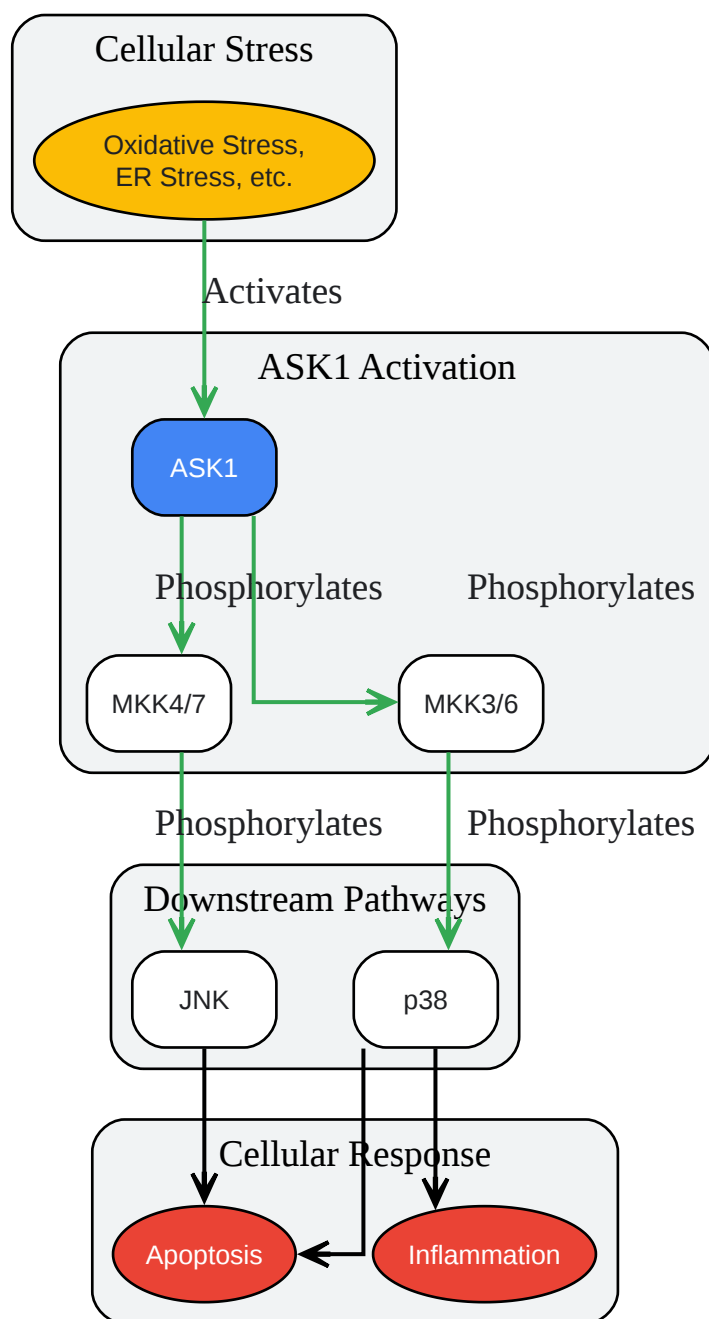 Cellular Stress
Oxidative Stress,
ER Stress, etc.
Activates
ASK1 Activation
ASK1
Phosphorylates
Phosphorylates
MKK4/7
MKK3/6
Phosphorylates
Phosphorylates
Downstream Pathways
JNK
p38
Cellular Response
Apoptosis
Inflammation